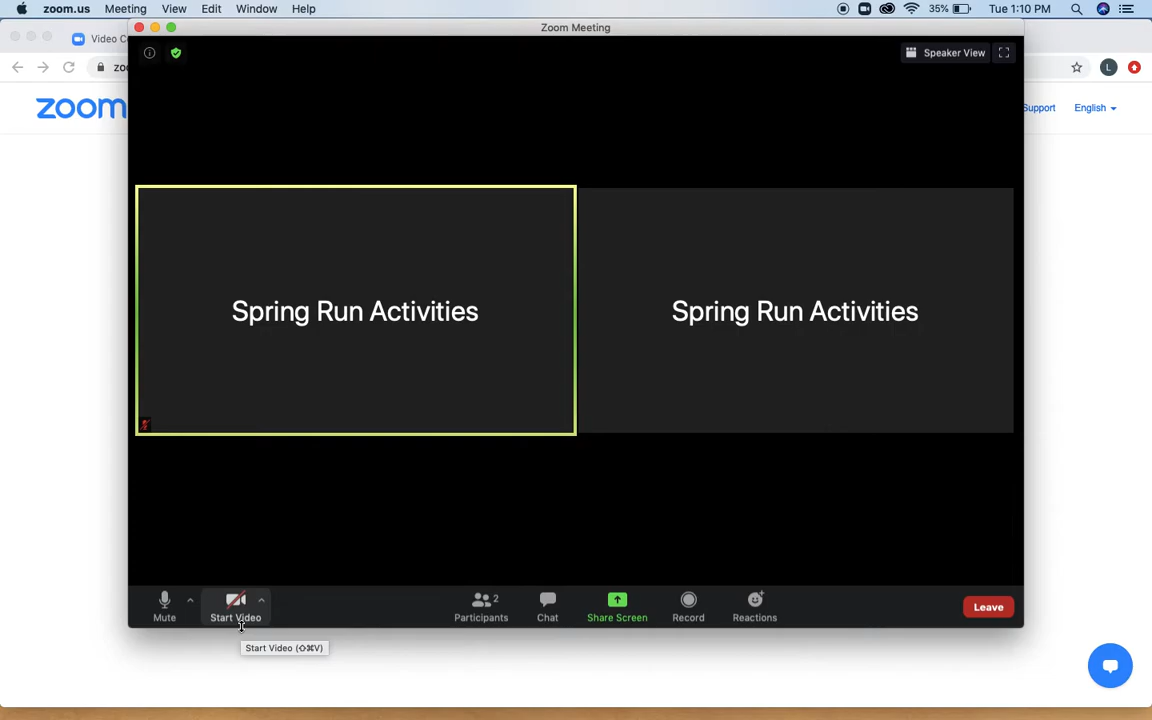 zoom.us Meeting View Edit Window Help 35% Tue 1:10 PM
Zoom Meeting
Video C
Speaker View
zoo L
zoom Support English
Spring Run Activities Spring Run Activities
2
Mute Start Video Participants Chat Share Screen Record Reactions Leave
Start Video (⇧⌘V)